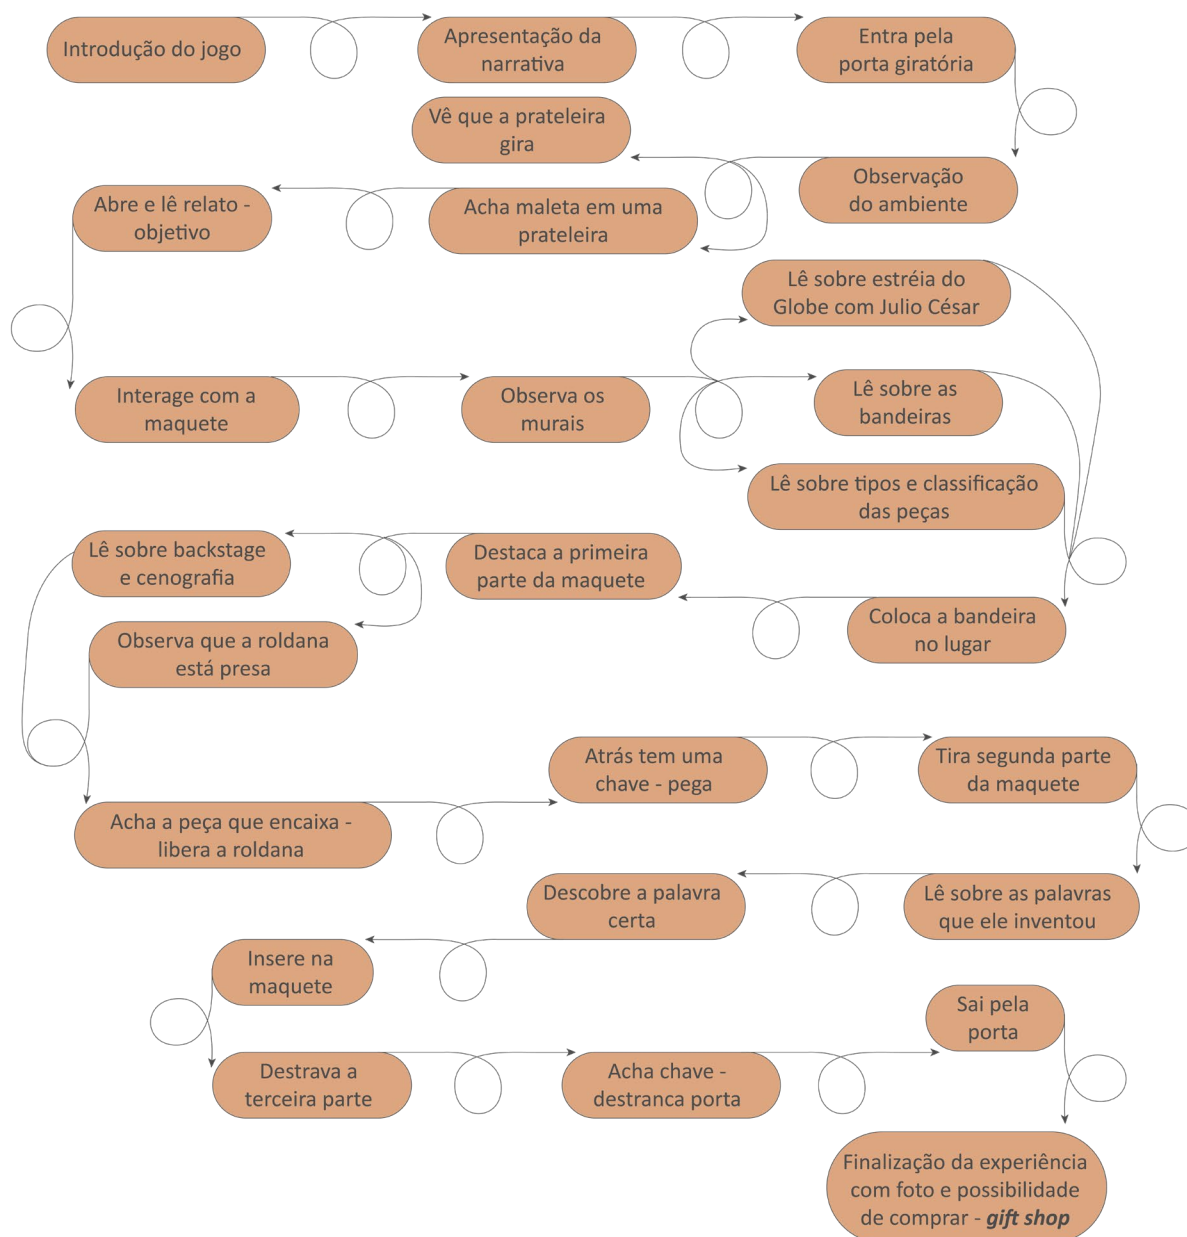 Introdução do jogo
Apresentação da
narrativa
Entra pela
porta giratória
Vê que a prateleira
gira
Observação
do ambiente
Acha maleta em uma
prateleira
Abre e lê relato -
objetivo
Interage com a
maquete
Observa os
murais
Lê sobre estréia do
Globe com Julio César
Lê sobre as
bandeiras
Lê sobre tipos e classificação
das peças
Coloca a bandeira
no lugar
Destaca a primeira
parte da maquete
Lê sobre backstage
e cenografia
Observa que a roldana
está presa
Acha a peça que encaixa -
libera a roldana
Atrás tem uma
chave - pega
Tira segunda parte
da maquete
Lê sobre as palavras
que ele inventou
Descobre a palavra
certa
Insere na
maquete
Destrava a
terceira parte
Acha chave -
destranca porta
Sai pela
porta
Finalização da experiência
com foto e possibilidade
de comprar - gift shop